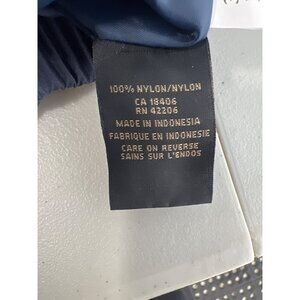 100% NYLON/NYLON
CA 18406
RN 42206
MADE IN INDONESIA
FABRIQUE EN INDONESIE
CARE ON REVERSE
SAINS SUR L'ENDOS